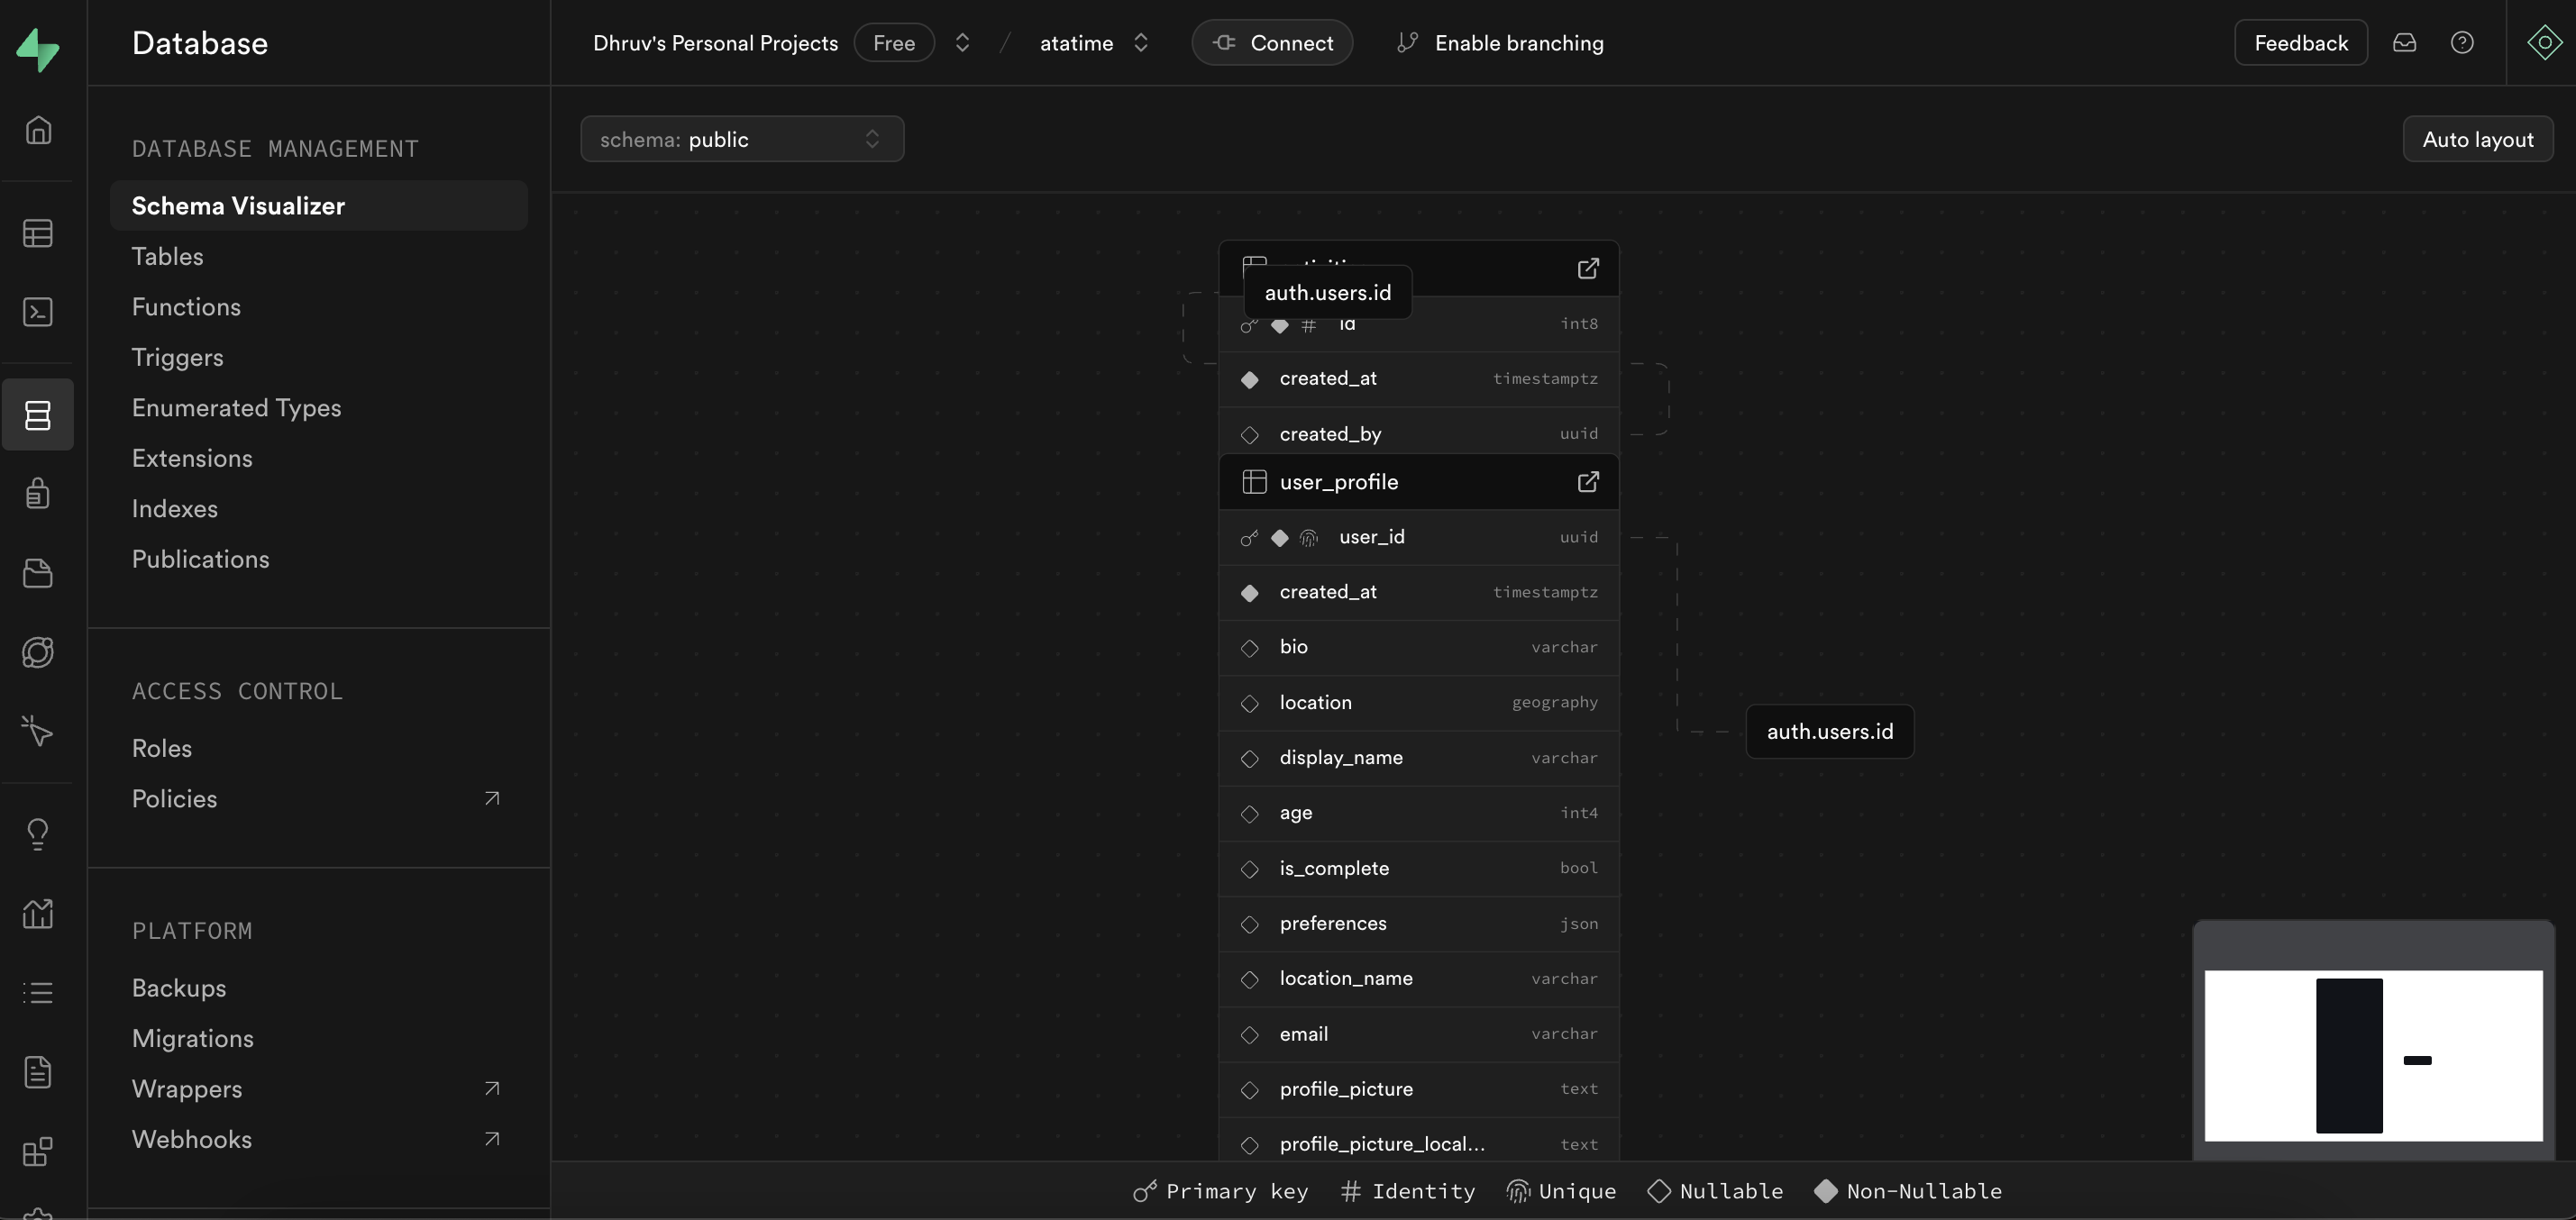 Database
Dhruv's Personal Projects Free / atatime Connect Enable branching Feedback
schema: public
Auto layout
DATABASE MANAGEMENT
Schema Visualizer
Tables
Functions
Triggers
Enumerated Types
Extensions
Indexes
Publications
ACCESS CONTROL
Roles
Policies
PLATFORM
Backups
Migrations
Wrappers
Webhooks
auth.users.id
id int8
created_at timestamptz
created_by uuid
user_profile
user_id uuid
created_at timestamptz
bio varchar
location geography
display_name varchar
age int4
is_complete bool
preferences json
location_name varchar
email varchar
profile_picture text
profile_picture_local... text
auth.users.id
Primary key # Identity Unique Nullable Non-Nullable